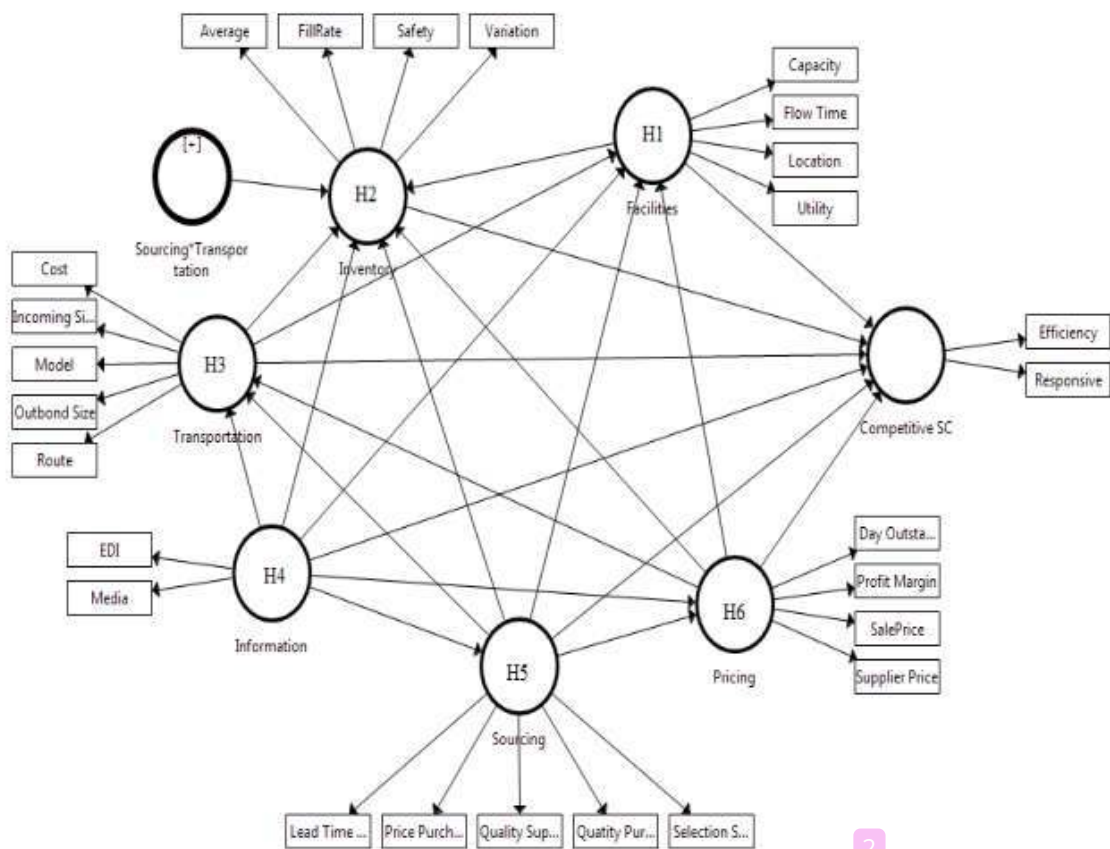 Average
FillRate
Safety
Variation
Capacity
Flow Time
Location
Utility
H1
Facilities
[+]
Sourcing*Transpor
tation
H2
Inventory
Cost
Incoming Si...
Model
Outbond Size
Route
H3
Transportation
Efficiency
Responsive
Competitive SC
EDI
Media
H4
Information
Day Outsta...
Profit Margin
SalePrice
Supplier Price
H6
Pricing
H5
Sourcing
Lead Time ...
Price Purch...
Quality Sup...
Quatity Pur...
Selection S...
2